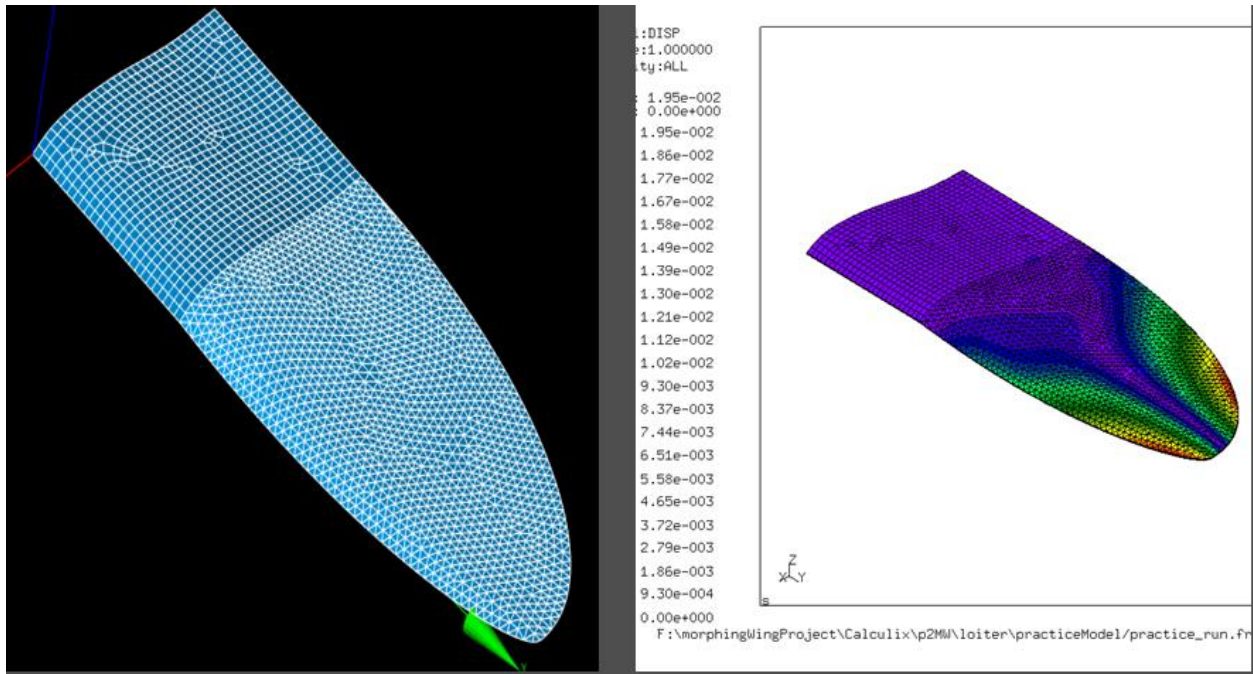 :DISP
e:1.000000
ity:ALL
: 1.95e-002
: 0.00e+000
1.95e-002
1.86e-002
1.77e-002
1.67e-002
1.58e-002
1.49e-002
1.39e-002
1.30e-002
1.21e-002
1.12e-002
1.02e-002
9.30e-003
8.37e-003
7.44e-003
6.51e-003
5.58e-003
4.65e-003
3.72e-003
2.79e-003
1.86e-003
9.30e-004
0.00e+000
Z
X Y
s
F:\morphingWingProject\Calculix\p2MW\loiter\practiceModel/practice_run.fr
Y